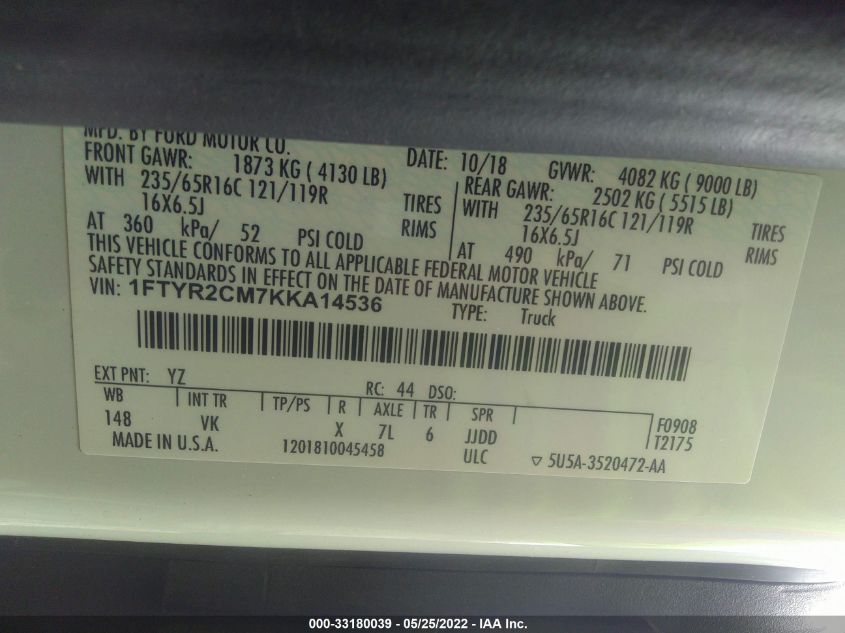 MFD. BY FORD MOTOR CO.
DATE: 10/18 GVWR: 4082 KG ( 9000 LB)
FRONT GAWR: 1873 KG ( 4130 LB)
WITH 235/65R16C 121/119R TIRES
16X6.5J RIMS
AT 360 kPa/ 52 PSI COLD
REAR GAWR: 2502 KG ( 5515 LB)
WITH 235/65R16C 121/119R TIRES
16X6.5J RIMS
AT 490 kPa/ 71 PSI COLD
THIS VEHICLE CONFORMS TO ALL APPLICABLE FEDERAL MOTOR VEHICLE
SAFETY STANDARDS IN EFFECT ON THE DATE OF MANUFACTURE SHOWN ABOVE.
VIN: 1FTYR2CM7KKA14536 TYPE: Truck
EXT PNT: YZ RC: 44 DSO:
WB INT TR TP/PS R AXLE TR SPR
148 VK X 7L 6 JJDD
F0908
T2175
MADE IN U.S.A. 1201810045458 ULC ▽ 5U5A-3520472-AA
000-33180039 - 05/25/2022 - IAA Inc.